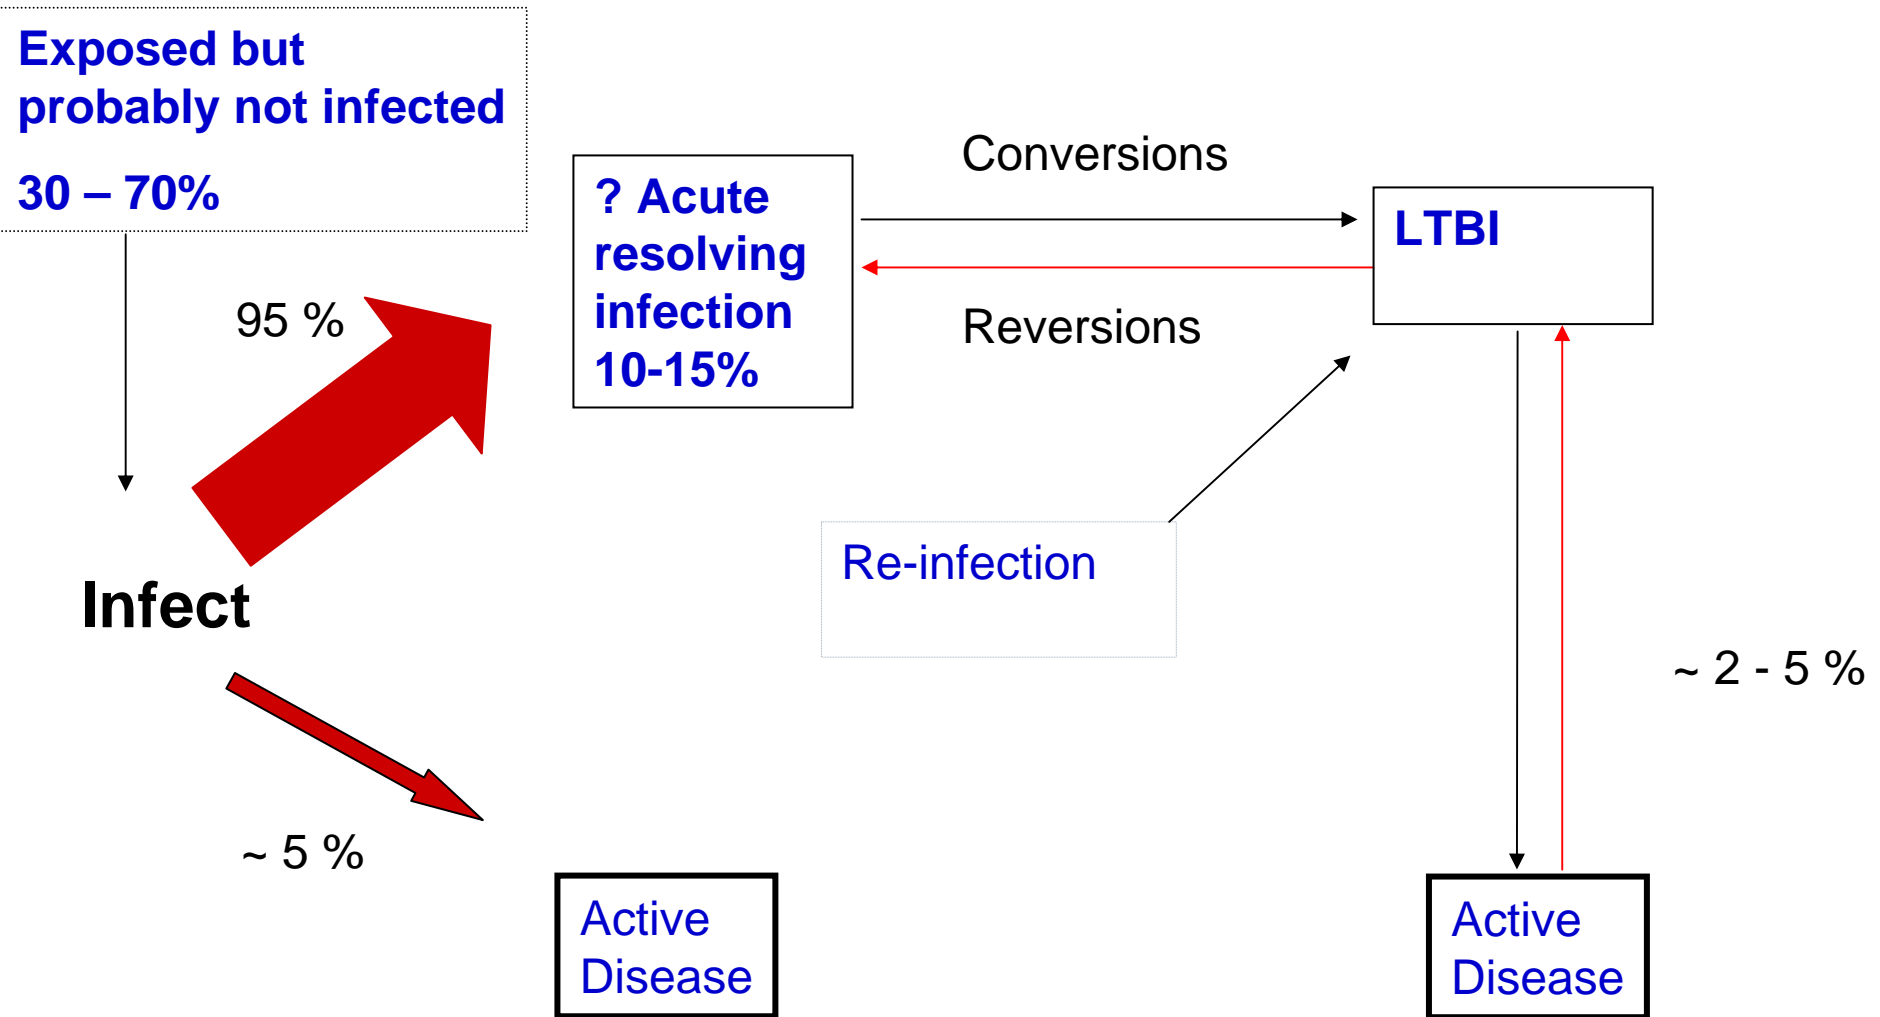 Exposed but
probably not infected
30 – 70%
95 %
? Acute
resolving
infection
10-15%
Conversions
Reversions
LTBI
Re-infection
Infect
~ 2 - 5 %
~ 5 %
Active
Disease
Active
Disease